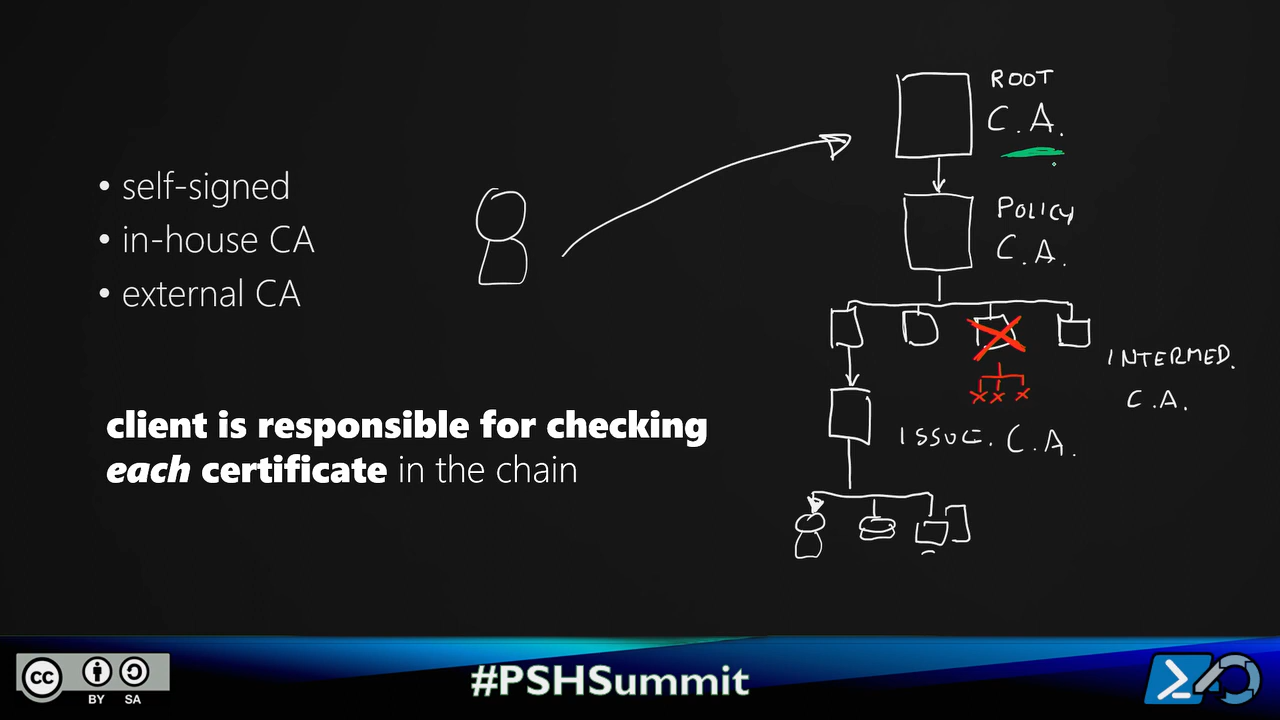 • self-signed
• in-house CA
• external CA
client is responsible for checking
each certificate in the chain
ROOT
C.A.
POLICY
C.A.
INTERMED.
C.A.
ISSUE. C.A.
cc
BY SA
#PSHSummit